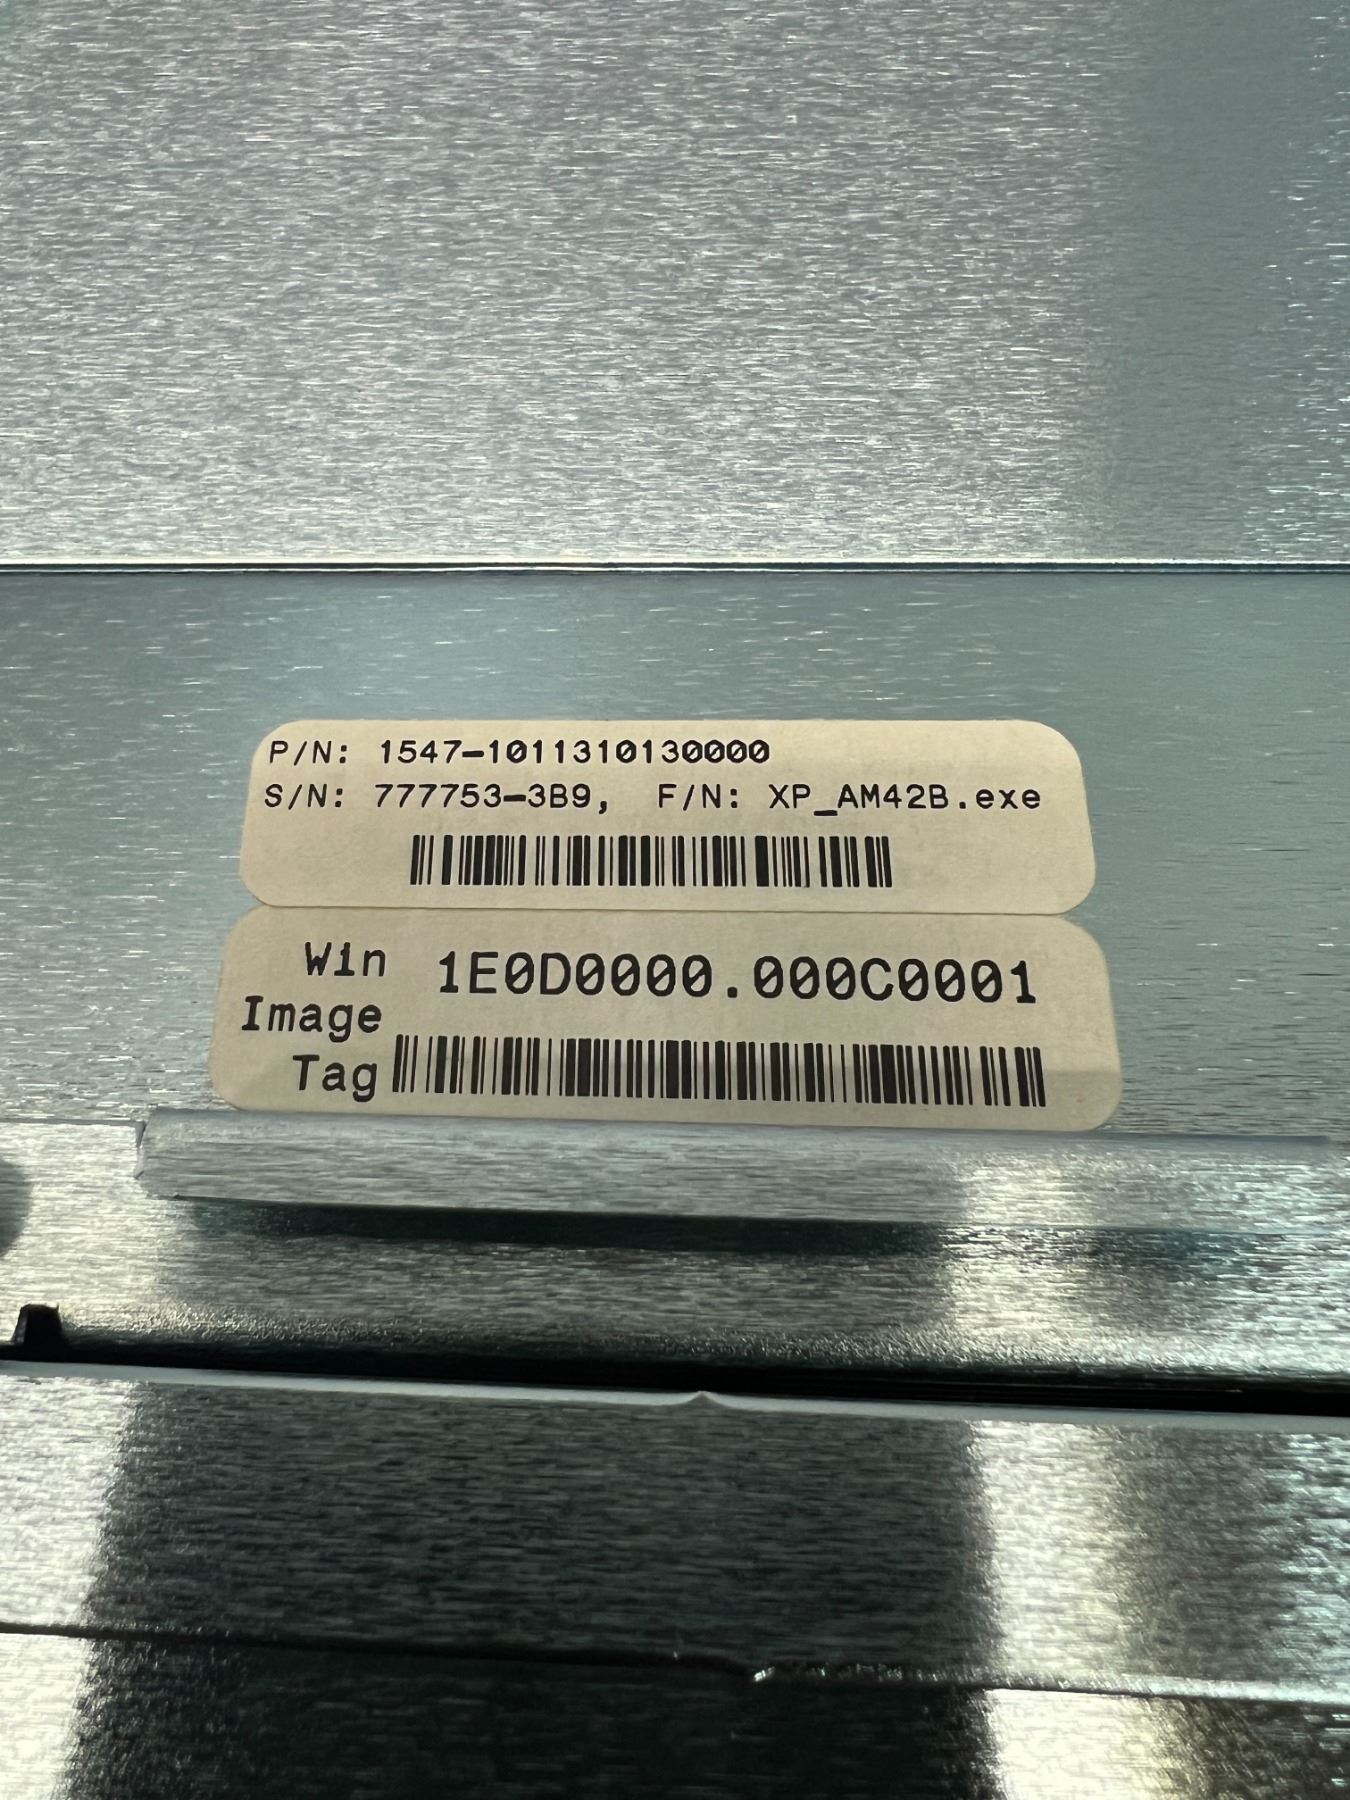 P/N: 1547-1011310130000
S/N: 777753-3B9, F/N: XP_AM42B.exe
Win
Image
Tag
1E0D0000.000C0001